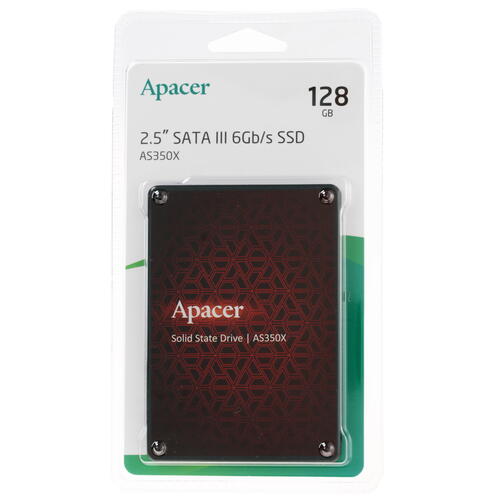 Apacer
128
GB
2.5″ SATA III 6Gb/s SSD
AS350X
Apacer
Solid State Drive | AS350X